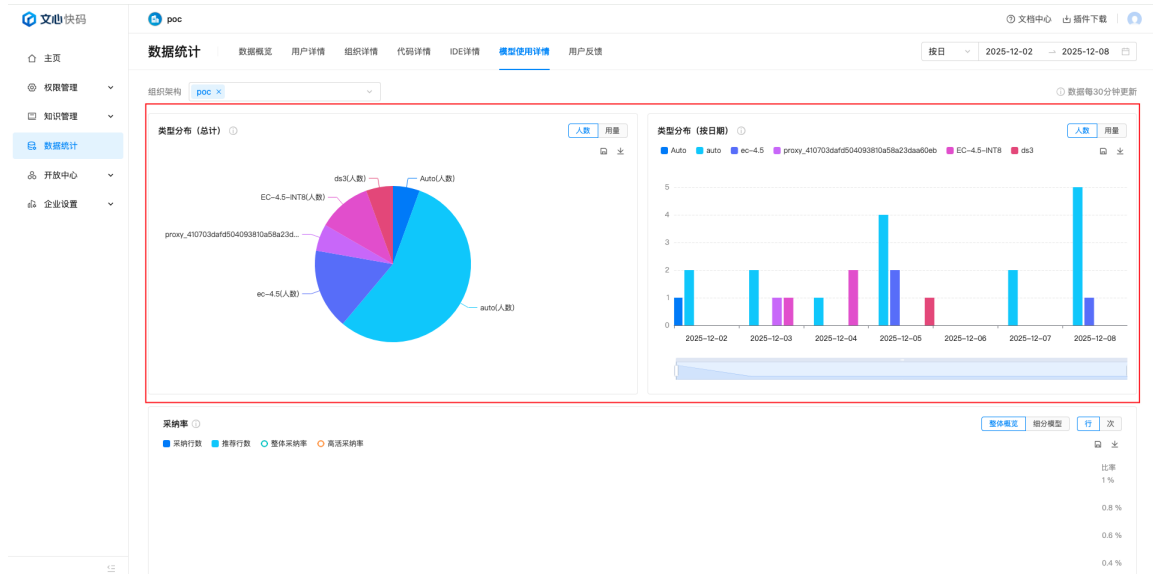 文心快码
poc
文档中心 插件下载
主页
权限管理
知识管理
数据统计
开放中心
企业设置
数据统计 数据概览 用户详情 组织详情 代码详情 IDE详情 模型使用详情 用户反馈
按日 2025-12-02 → 2025-12-08
组织架构 poc ×
数据每30分钟更新
类型分布（总计）
人数 用量
ds3(人数)
Auto(人数)
EC-4.5-INT8(人数)
proxy_410703dafd504093810a58a23d...
ec-4.5(人数)
auto(人数)
类型分布（按日期）
人数 用量
Auto auto ec-4.5 proxy_410703dafd504093810a58a23daa60eb EC-4.5-INT8 ds3
5
4
3
2
1
0
2025-12-02 2025-12-03 2025-12-04 2025-12-05 2025-12-06 2025-12-07 2025-12-08
采纳率
整体概览 细分模型 行 次
采纳行数 推荐行数 整体采纳率 高活采纳率
比率
1 %
0.8 %
0.6 %
0.4 %